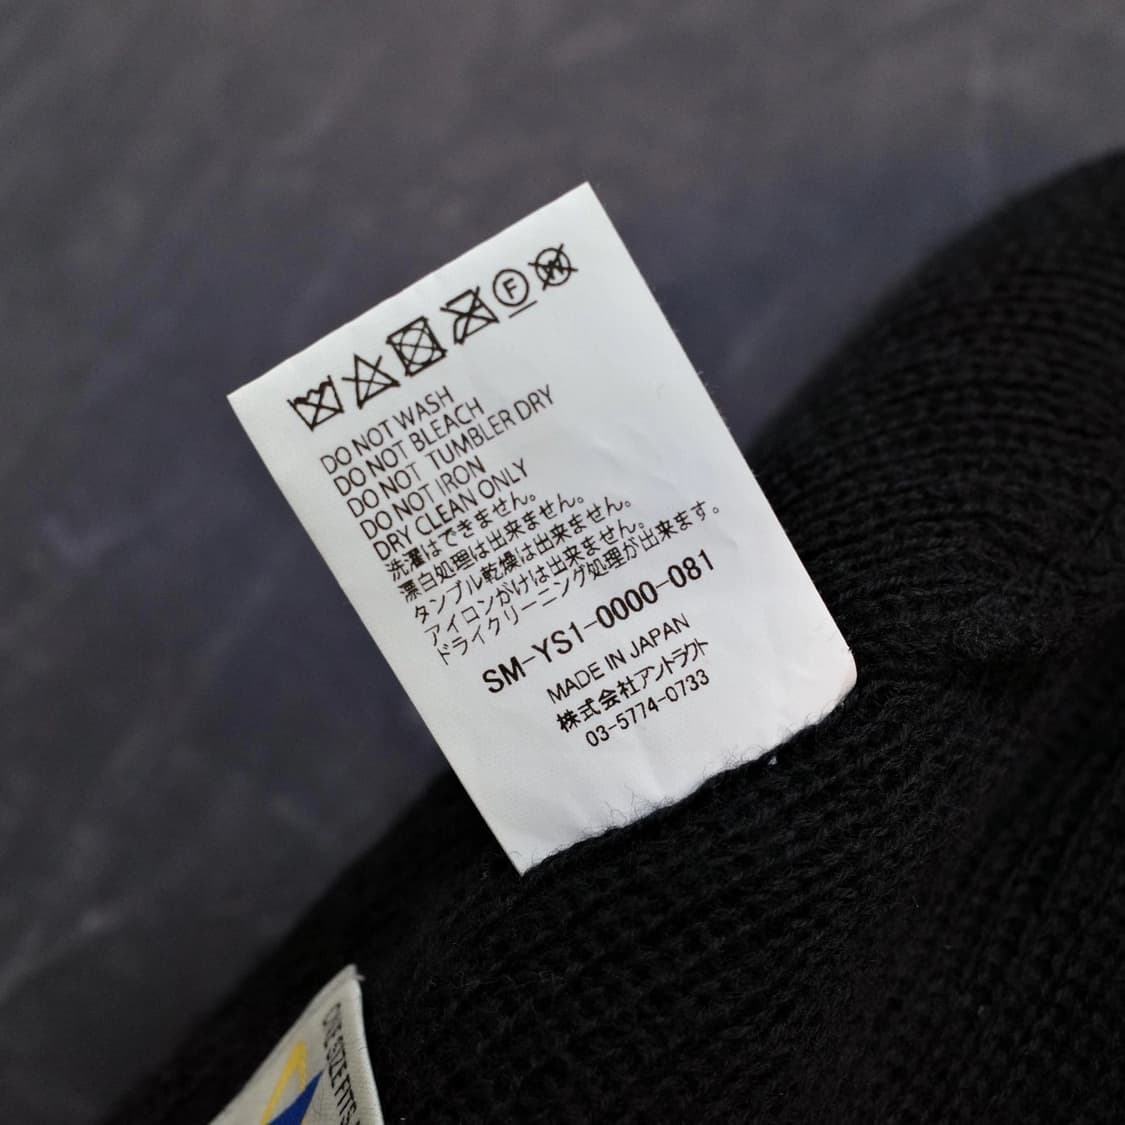 F
W
DO NOT WASH
DO NOT BLEACH
DO NOT TUMBLER DRY
DO NOT IRON
DRY CLEAN ONLY
洗濯はできません。
漂白処理は出来ません。
タンブル乾燥は出来ません。
アイロンがけは出来ません。
ドライクリーニング処理が出来ます。
SM-YS1-0000-081
MADE IN JAPAN
株式会社アントラクト
03-5774-0733
ONE SIZE FITS